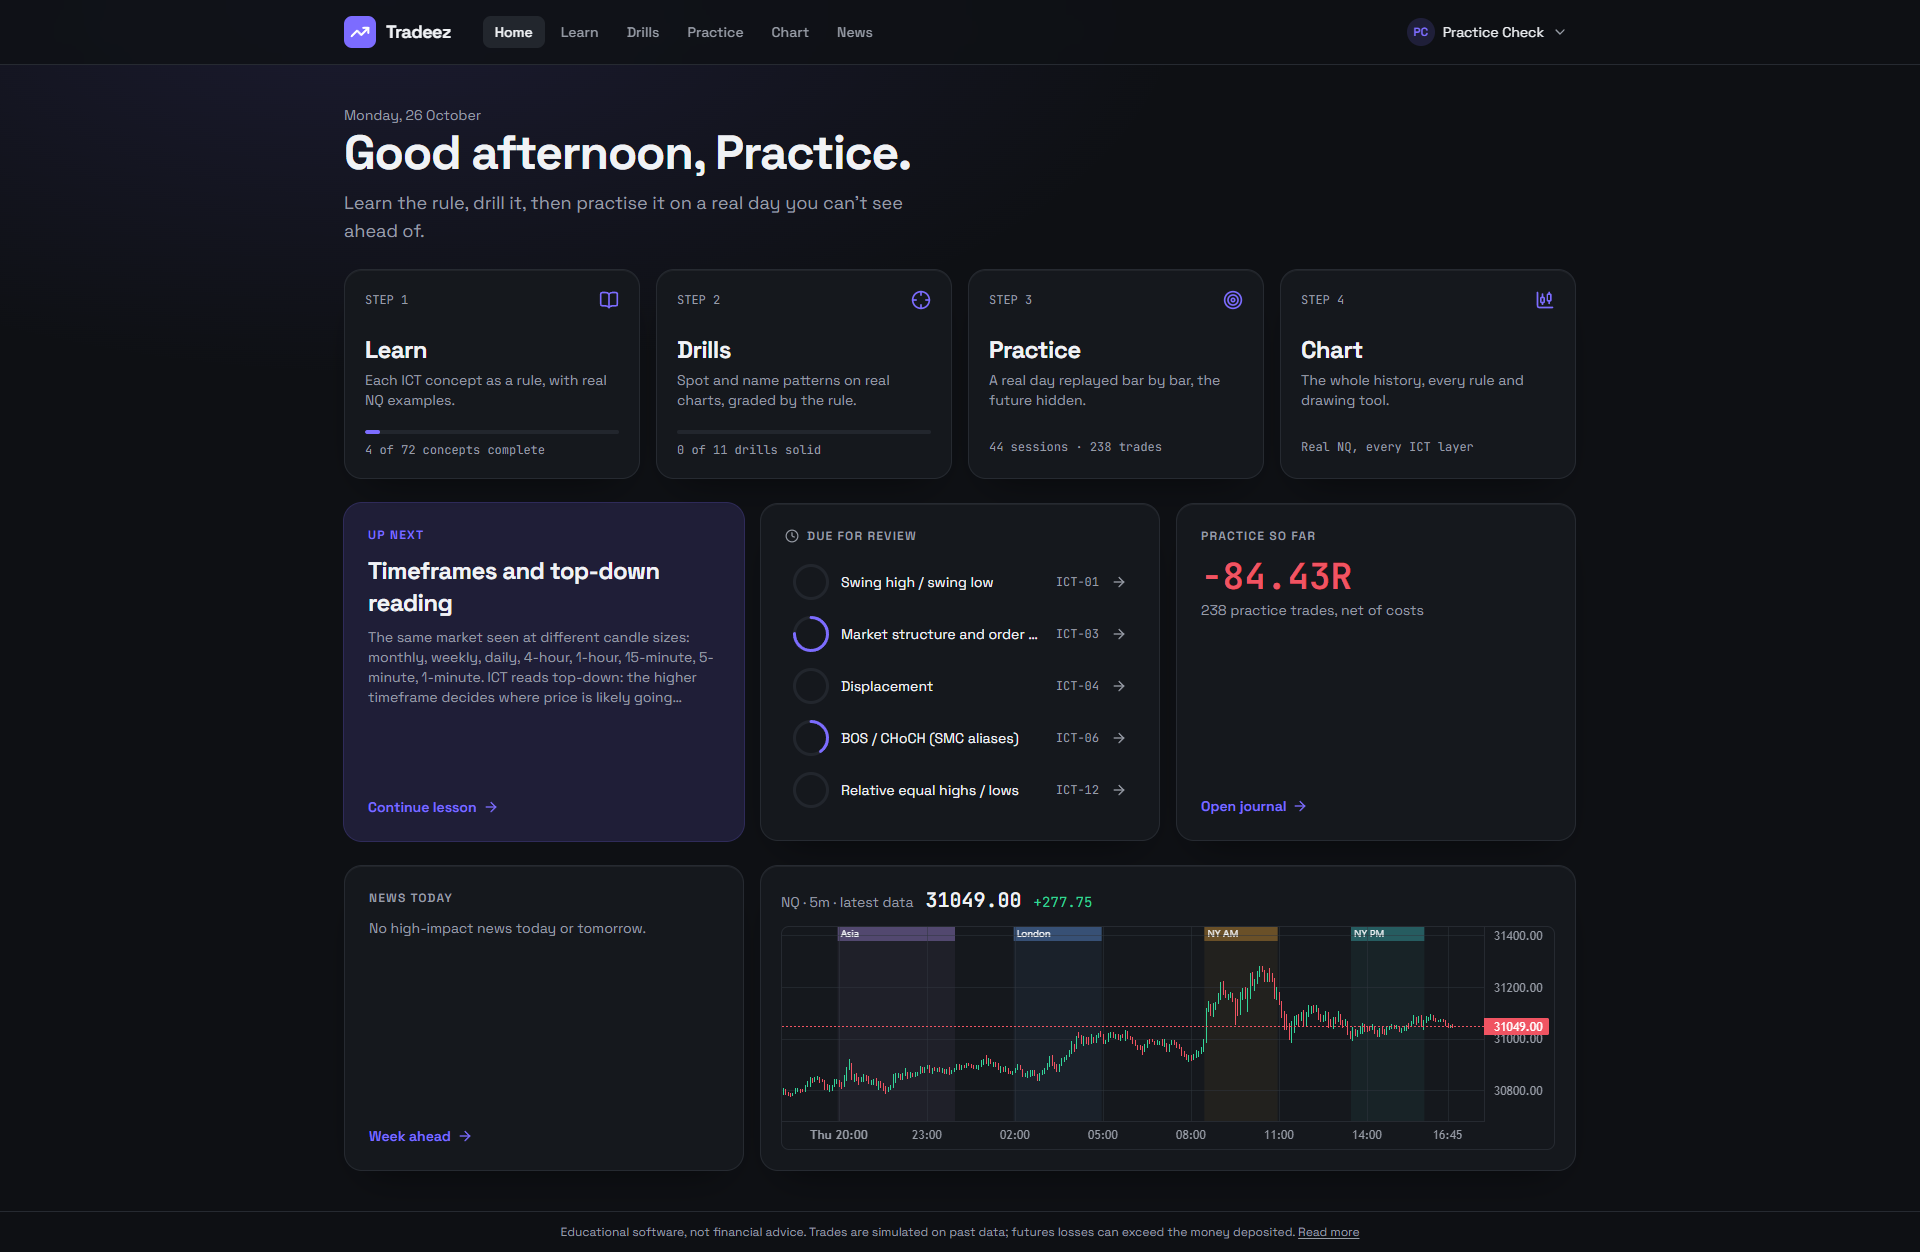 Tradeez
Home
Learn
Drills
Practice
Chart
News
PC
Practice Check
Monday, 26 October
Good afternoon, Practice.
Learn the rule, drill it, then practise it on a real day you can't see
ahead of.
STEP 1
Learn
Each ICT concept as a rule, with real
NQ examples.
4 of 72 concepts complete
STEP 2
Drills
Spot and name patterns on real
charts, graded by the rule.
0 of 11 drills solid
STEP 3
Practice
A real day replayed bar by bar, the
future hidden.
44 sessions · 238 trades
STEP 4
Chart
The whole history, every rule and
drawing tool.
Real NQ, every ICT layer
UP NEXT
Timeframes and top-down
reading
The same market seen at different candle sizes:
monthly, weekly, daily, 4-hour, 1-hour, 15-minute, 5-
minute, 1-minute. ICT reads top-down: the higher
timeframe decides where price is likely going…
Continue lesson
DUE FOR REVIEW
Swing high / swing low ICT-01
Market structure and order … ICT-03
Displacement ICT-04
BOS / CHoCH (SMC aliases) ICT-06
Relative equal highs / lows ICT-12
PRACTICE SO FAR
-84.43R
238 practice trades, net of costs
Open journal
NEWS TODAY
No high-impact news today or tomorrow.
Week ahead
NQ · 5m · latest data 31049.00 +277.75
Asia
London
NY AM
NY PM
31400.00
31200.00
31049.00
31000.00
30800.00
Thu 20:00
23:00
02:00
05:00
08:00
11:00
14:00
16:45
Educational software, not financial advice. Trades are simulated on past data; futures losses can exceed the money deposited. Read more